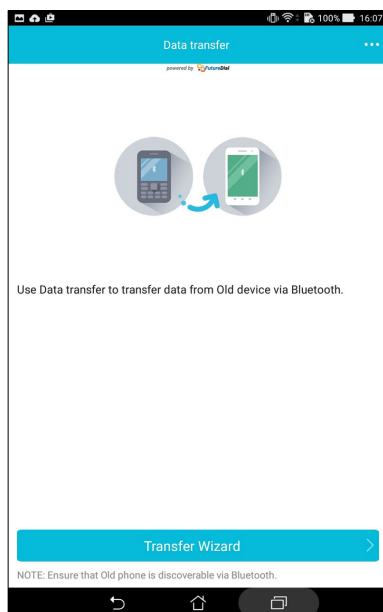 100% 16:07
Data transfer
powered by FutureDial
Use Data transfer to transfer data from Old device via Bluetooth.
Transfer Wizard
NOTE: Ensure that Old phone is discoverable via Bluetooth.